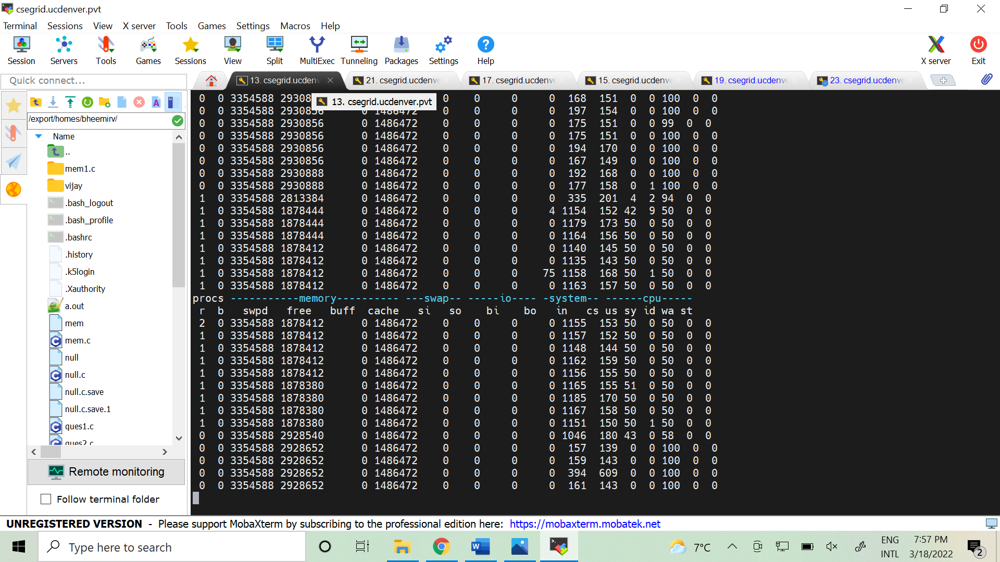 csegrid.ucdenver.pvt
Terminal Sessions View X server Tools Games Settings Macros Help
Session Servers Tools Games Sessions View Split MultiExec Tunneling Packages Settings Help X server Exit
Quick connect...
13. csegrid.ucden 21. csegrid.ucdenve 17. csegrid.ucdenve 15. csegrid.ucdenve 19. csegrid.ucdenve 23. csegrid.ucdenve
13. csegrid.ucdenver.pvt
/export/homes/bheemirv/
Name
..
mem1.c
vijay
.bash_logout
.bash_profile
.bashrc
.history
.k5login
.Xauthority
a.out
mem
mem.c
null
null.c
null.c.save
null.c.save.1
ques1.c
ques2.c
Remote monitoring
Follow terminal folder
0 0 3354588 29308 0 0 0 0 168 151 0 0 100 0 0
0 0 3354588 2930856 0 1486472 0 0 0 0 197 154 0 0 100 0 0
0 0 3354588 2930856 0 1486472 0 0 0 0 175 151 0 0 99 0 0
0 0 3354588 2930856 0 1486472 0 0 0 0 175 151 0 0 100 0 0
0 0 3354588 2930856 0 1486472 0 0 0 0 194 170 0 0 100 0 0
0 0 3354588 2930856 0 1486472 0 0 0 0 167 149 0 0 100 0 0
0 0 3354588 2930888 0 1486472 0 0 0 0 192 168 0 0 100 0 0
0 0 3354588 2930888 0 1486472 0 0 0 0 177 158 0 1 100 0 0
1 0 3354588 2813384 0 1486472 0 0 0 0 335 201 4 2 94 0 0
1 0 3354588 1878444 0 1486472 0 0 0 4 1154 152 42 9 50 0 0
1 0 3354588 1878444 0 1486472 0 0 0 0 1179 173 50 0 50 0 0
1 0 3354588 1878444 0 1486472 0 0 0 0 1164 156 50 0 50 0 0
1 0 3354588 1878412 0 1486472 0 0 0 0 1140 145 50 0 50 0 0
1 0 3354588 1878412 0 1486472 0 0 0 0 1135 143 50 0 50 0 0
1 0 3354588 1878412 0 1486472 0 0 0 75 1158 168 50 1 50 0 0
1 0 3354588 1878412 0 1486472 0 0 0 0 1163 157 50 0 50 0 0
procs -----------memory---------- ---swap-- -----io---- -system-- ------cpu-----
r b swpd free buff cache si so bi bo in cs us sy id wa st
2 0 3354588 1878412 0 1486472 0 0 0 0 1155 153 50 0 50 0 0
1 0 3354588 1878412 0 1486472 0 0 0 0 1157 152 50 0 50 0 0
1 0 3354588 1878412 0 1486472 0 0 0 0 1148 144 50 0 50 0 0
1 0 3354588 1878412 0 1486472 0 0 0 0 1162 159 50 0 50 0 0
1 0 3354588 1878412 0 1486472 0 0 0 0 1156 155 50 0 50 0 0
1 0 3354588 1878380 0 1486472 0 0 0 0 1165 155 51 0 50 0 0
1 0 3354588 1878380 0 1486472 0 0 0 0 1185 170 50 0 50 0 0
1 0 3354588 1878380 0 1486472 0 0 0 0 1167 158 50 0 50 0 0
1 0 3354588 1878380 0 1486472 0 0 0 0 1151 150 50 1 50 0 0
0 0 3354588 2928540 0 1486472 0 0 0 0 1046 180 43 0 58 0 0
0 0 3354588 2928652 0 1486472 0 0 0 0 157 139 0 0 100 0 0
0 0 3354588 2928652 0 1486472 0 0 0 0 159 143 0 0 100 0 0
0 0 3354588 2928652 0 1486472 0 0 0 0 394 609 0 0 100 0 0
0 0 3354588 2928652 0 1486472 0 0 0 0 161 143 0 0 100 0 0
UNREGISTERED VERSION - Please support MobaXterm by subscribing to the professional edition here: https://mobaxterm.mobatek.net
Type here to search
7°C
ENG
INTL
7:57 PM
3/18/2022
2